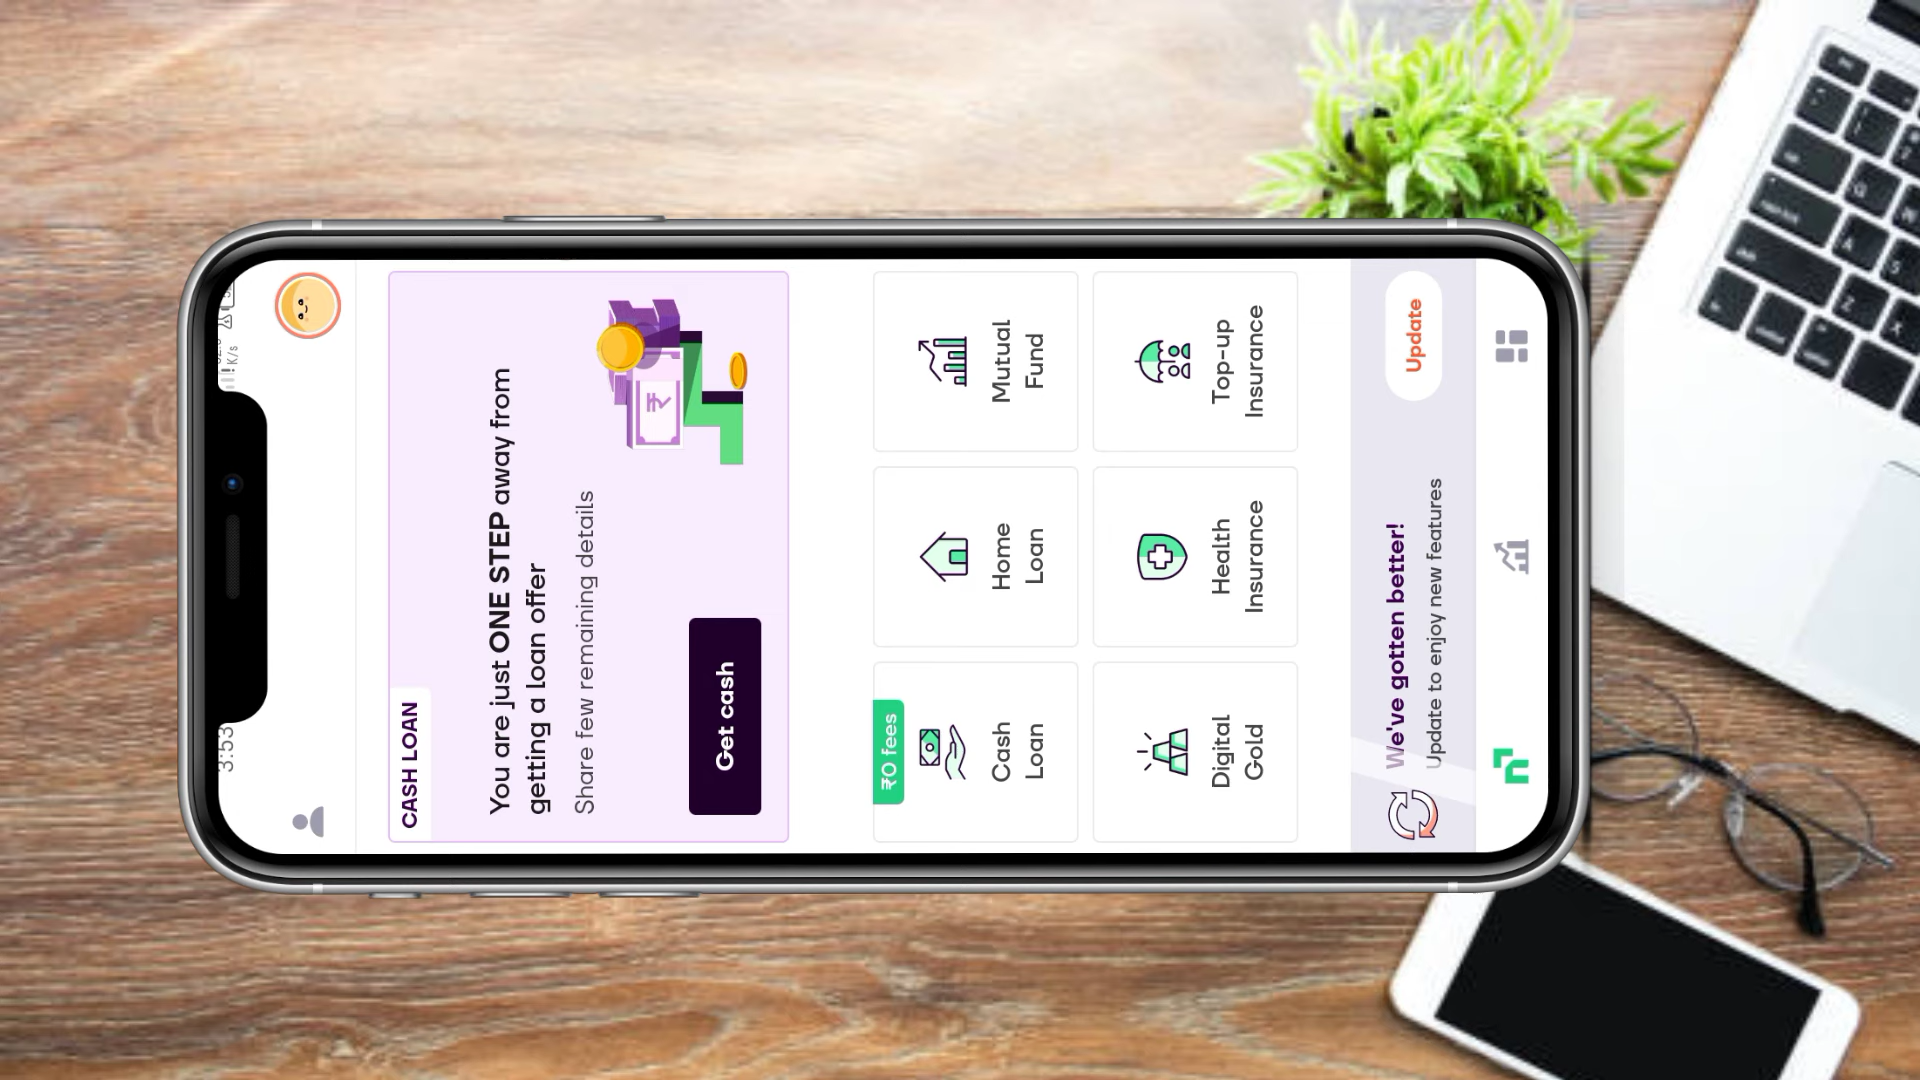 3:53
K/s
CASH LOAN
You are just ONE STEP away from
getting a loan offer
Share few remaining details
Get cash
₹0 fees
Cash
Loan
Home
Loan
Mutual
Fund
Digital
Gold
Health
Insurance
Top-up
Insurance
We've gotten better!
Update to enjoy new features
Update